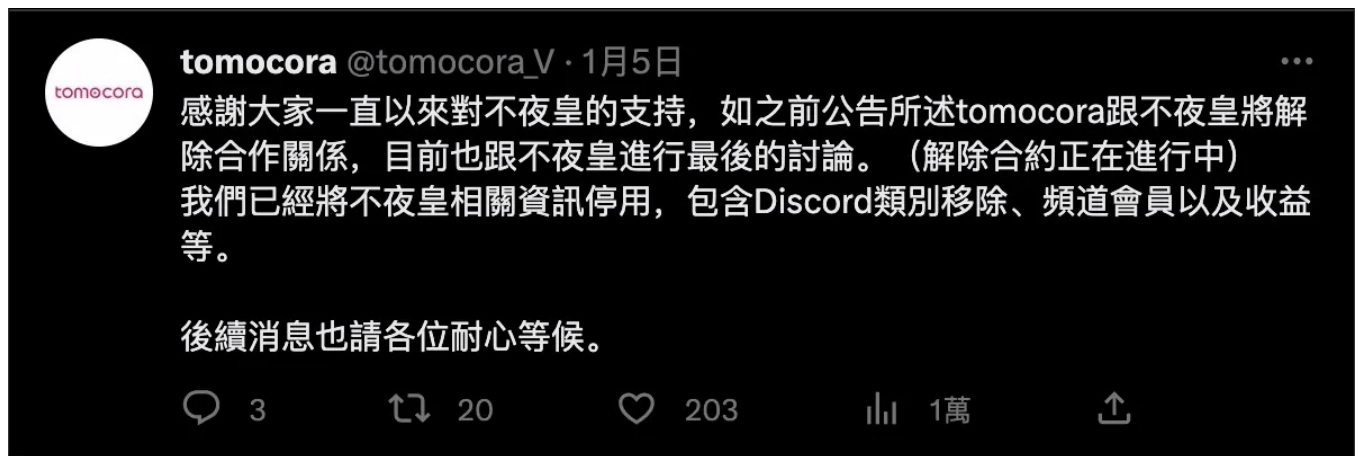 tomocora
tomocora @tomocora_V · 1月5日
感謝大家一直以來對不夜皇的支持，如之前公告所述tomocora跟不夜皇將解
除合作關係，目前也跟不夜皇進行最後的討論。（解除合約正在進行中）
我們已經將不夜皇相關資訊停用，包含Discord類別移除、頻道會員以及收益
等。
後續消息也請各位耐心等候。
3 20 203 1萬